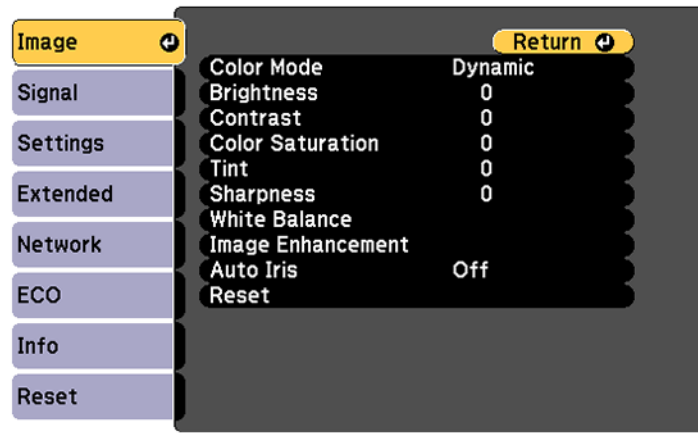 Image
Signal
Settings
Extended
Network
ECO
Info
Reset
Return
Color Mode Dynamic
Brightness 0
Contrast 0
Color Saturation 0
Tint 0
Sharpness 0
White Balance
Image Enhancement
Auto Iris Off
Reset